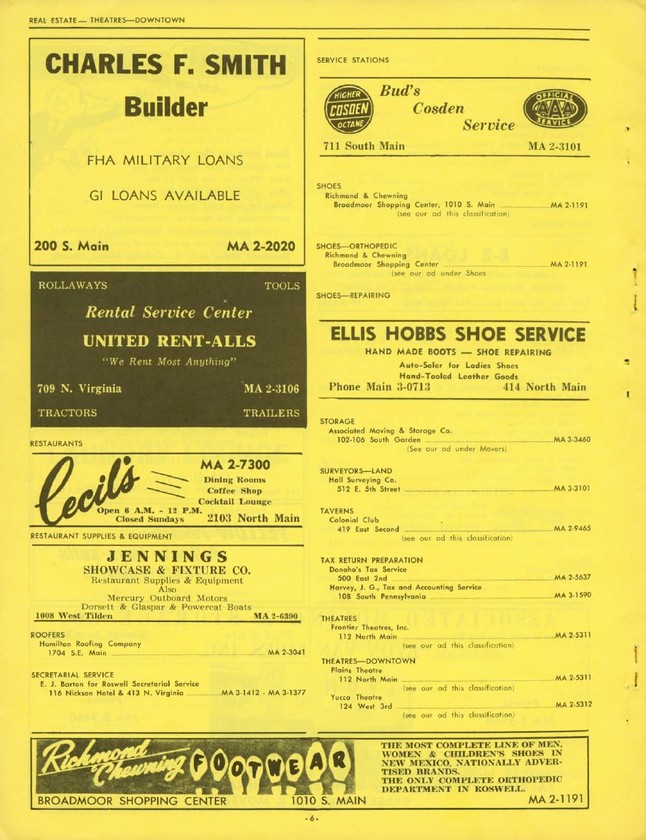 REAL ESTATE — THEATRES—DOWNTOWN
CHARLES F. SMITH
Builder
FHA MILITARY LOANS
GI LOANS AVAILABLE
200 S. Main MA 2-2020
ROLLAWAYS TOOLS
Rental Service Center
UNITED RENT-ALLS
"We Rent Most Anything"
709 N. Virginia MA 2-3106
TRACTORS TRAILERS
RESTAURANTS
Cecil's
MA 2-7300
Dining Rooms
Coffee Shop
Cocktail Lounge
Open 6 A.M. - 12 P.M.
Closed Sundays 2103 North Main
RESTAURANT SUPPLIES & EQUIPMENT
JENNINGS
SHOWCASE & FIXTURE CO.
Restaurant Supplies & Equipment
Also
Mercury Outboard Motors
Dorsett & Glaspar & Powercat Boats
1008 West Tilden MA 2-6390
ROOFERS
Hamilton Roofing Company
1704 S.E. Main MA 2-3041
SECRETARIAL SERVICE
E. J. Barton for Roswell Secretarial Service
116 Nickson Hotel & 413 N. Virginia MA 3-1412 - MA 3-1377
SERVICE STATIONS
HIGHER
COSDEN
OCTANE
Bud's
Cosden
Service
OFFICIAL
AAA
SERVICE
711 South Main MA 2-3101
SHOES
Richmond & Chewning
Broadmoor Shopping Center, 1010 S. Main MA 2-1191
(see our ad this classification)
SHOES—ORTHOPEDIC
Richmond & Chewning
Broadmoor Shopping Center MA 2-1191
(see our ad under Shoes
SHOES—REPAIRING
ELLIS HOBBS SHOE SERVICE
HAND MADE BOOTS — SHOE REPAIRING
Auto-Soler for Ladies Shoes
Hand-Tooled Leather Goods
Phone Main 3-0713 414 North Main
STORAGE
Associated Moving & Storage Co.
102-106 South Garden MA 3-3460
(See our ad under Movers)
SURVEYORS—LAND
Hall Surveying Co.
512 E. 5th Street MA 3-3101
TAVERNS
Colonial Club
419 East Second MA 2-9465
(see our ad this classification)
TAX RETURN PREPARATION
Danaha's Tax Service
500 East 2nd MA 2-5637
Harvey, J. G., Tax and Accounting Service
108 South Pennsylvania MA 3-1590
THEATRES
Frontier Theatres, Inc.
112 North Main MA 2-5311
(see our ad this classification)
THEATRES—DOWNTOWN
Plains Theatre
112 North Main MA 2-5311
(see our ad this classification)
Yucca Theatre
124 West 3rd MA 2-5312
(see our ad this classification)
Richmond
Chewning
FOOTWEAR
THE MOST COMPLETE LINE OF MEN,
WOMEN & CHILDREN'S SHOES IN
NEW MEXICO, NATIONALLY ADVER-
TISED BRANDS.
THE ONLY COMPLETE ORTHOPEDIC
DEPARTMENT IN ROSWELL.
BROADMOOR SHOPPING CENTER 1010 S. MAIN MA 2-1191
-6-